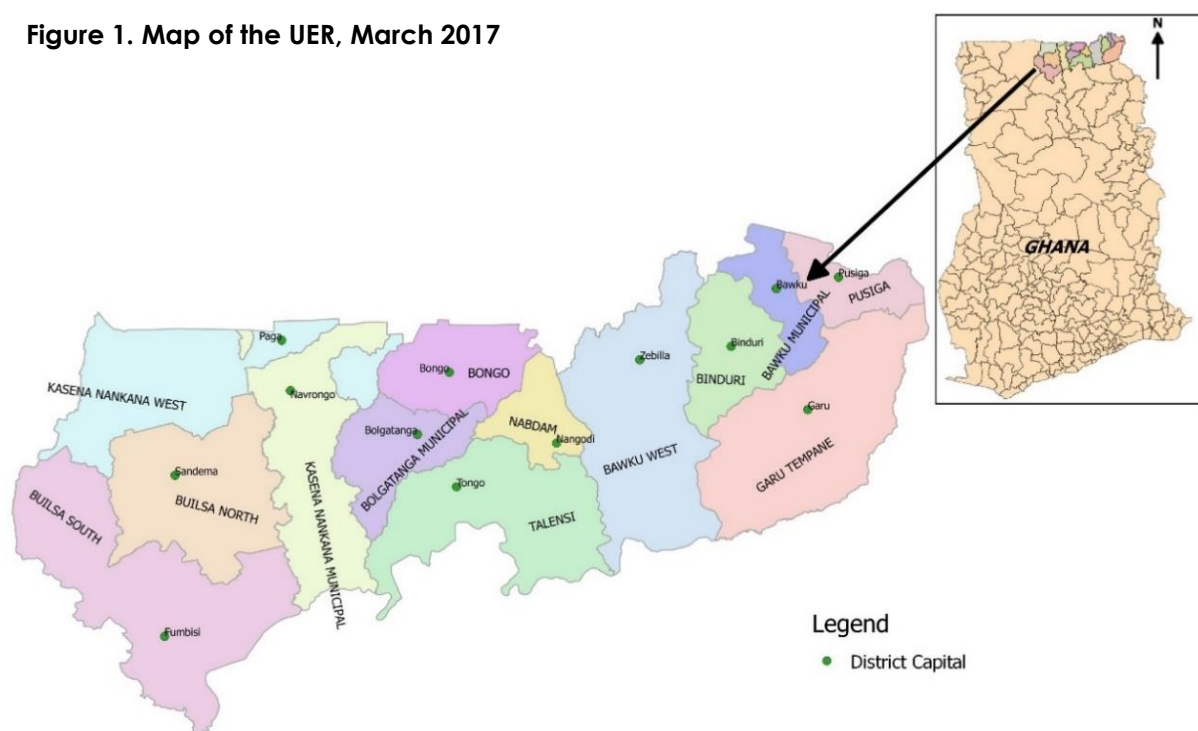 Figure 1. Map of the UER, March 2017
N
GHANA
Pusiga
Bawku
PUSIGA
BAWKU MUNICIPAL
Paga
Binduri
Zebilla
Bongo
BONGO
BINDURI
KASENA NANKANA WEST
Navrongo
Garu
NABDAM
Bolgatanga
Nangodi
BOLGATANGA MUNICIPAL
BAWKU WEST
GARU TEMPANE
Sandema
Tongo
BUILSA NORTH
BUILSA SOUTH
KASENA NANKANA MUNICIPAL
TALENSI
Fumbisi
Legend
District Capital